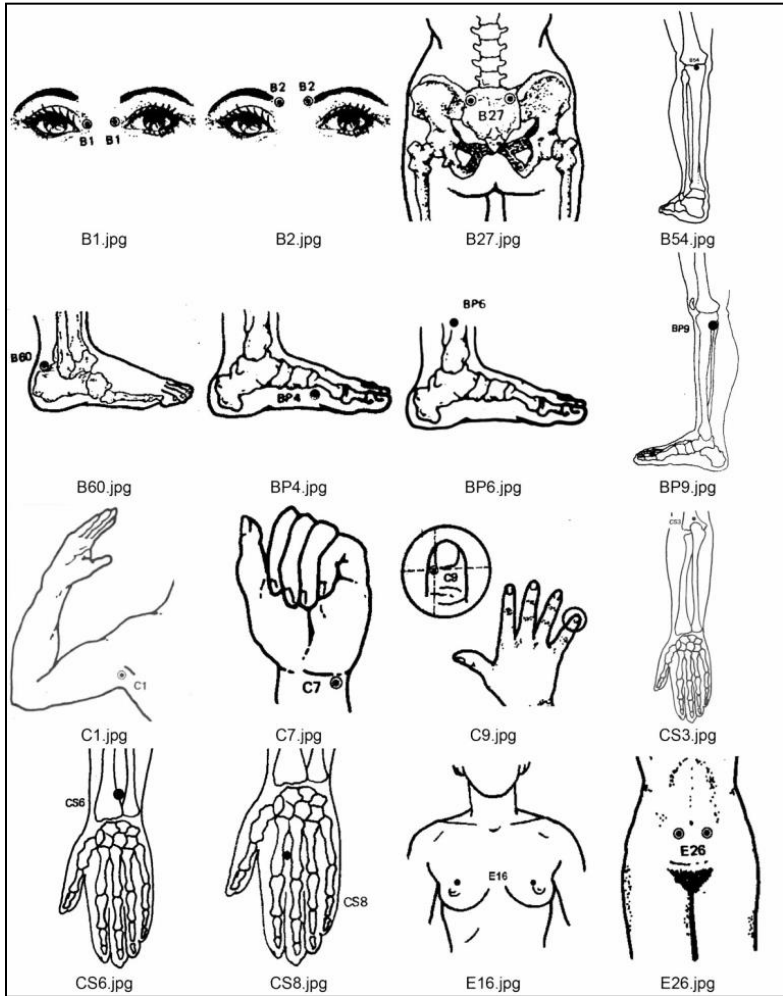 B1 B1
B2 B2
B27
B54
B1.jpg B2.jpg B27.jpg B54.jpg
B60
BP4
BP6
BP9
B60.jpg BP4.jpg BP6.jpg BP9.jpg
C1
C7
C9
CS3
C1.jpg C7.jpg C9.jpg CS3.jpg
CS6
CS8
E16
E26
CS6.jpg CS8.jpg E16.jpg E26.jpg